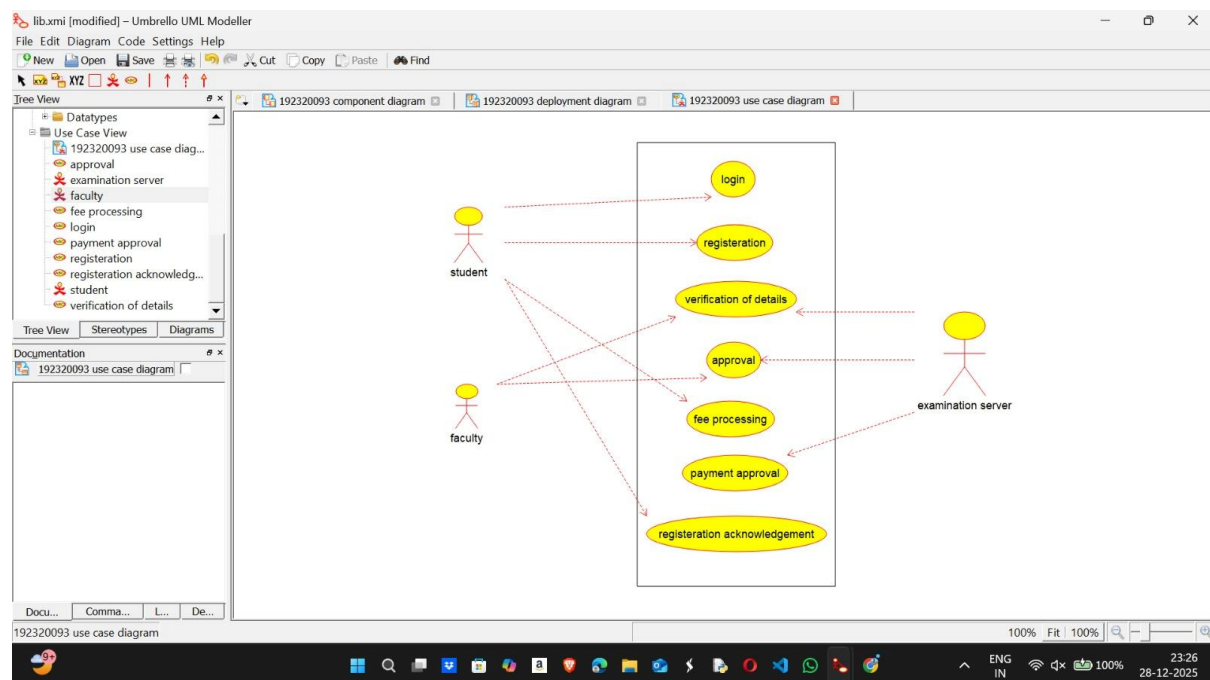 lib.xmi [modified] – Umbrello UML Modeller
File Edit Diagram Code Settings Help
New Open Save Cut Copy Paste Find
XYZ
Tree View
192320093 component diagram 192320093 deployment diagram 192320093 use case diagram
Datatypes
Use Case View
192320093 use case diag...
approval
examination server
faculty
fee processing
login
payment approval
registeration
registeration acknowledg...
student
verification of details
Tree View Stereotypes Diagrams
Documentation
192320093 use case diagram
Docu... Comma... L... De...
login
registeration
student
verification of details
approval
examination server
fee processing
faculty
payment approval
registeration acknowledgement
192320093 use case diagram
100% Fit 100%
9+
a
ENG
IN
100%
23:26
28-12-2025